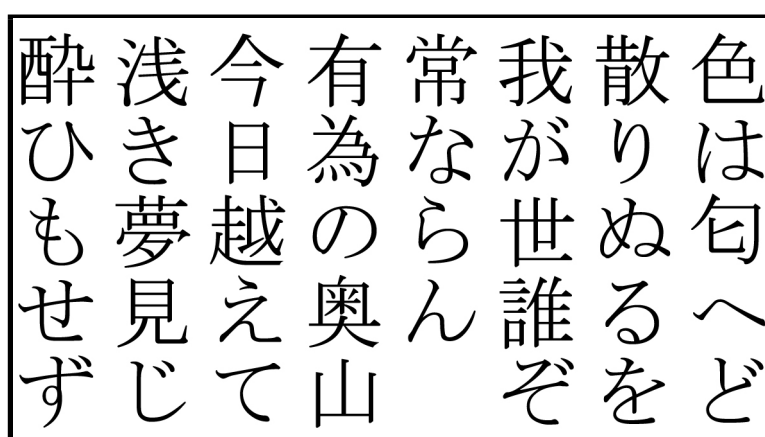 色は匂へど
散りぬるを
我が世誰ぞ
常ならん
有為の奥山
今日越えて
浅き夢見じ
酔ひもせず